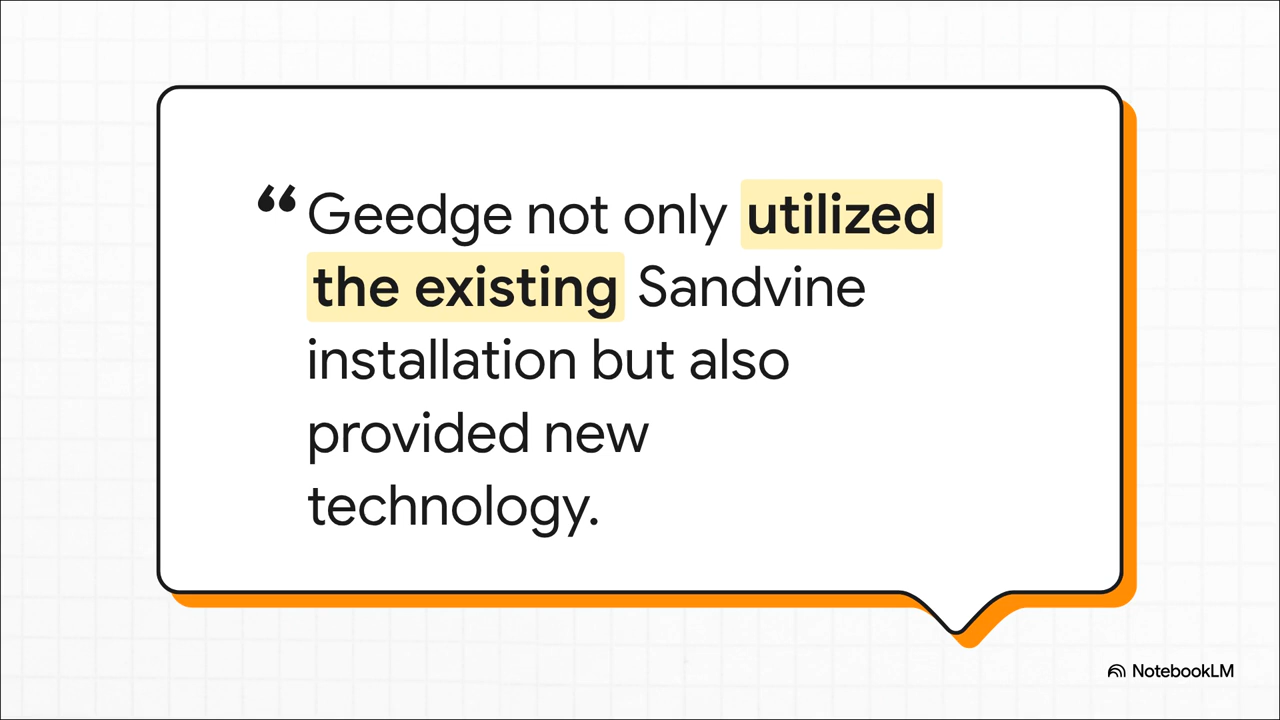 “Geedge not only utilized
the existing Sandvine
installation but also
provided new
technology.
NotebookLM